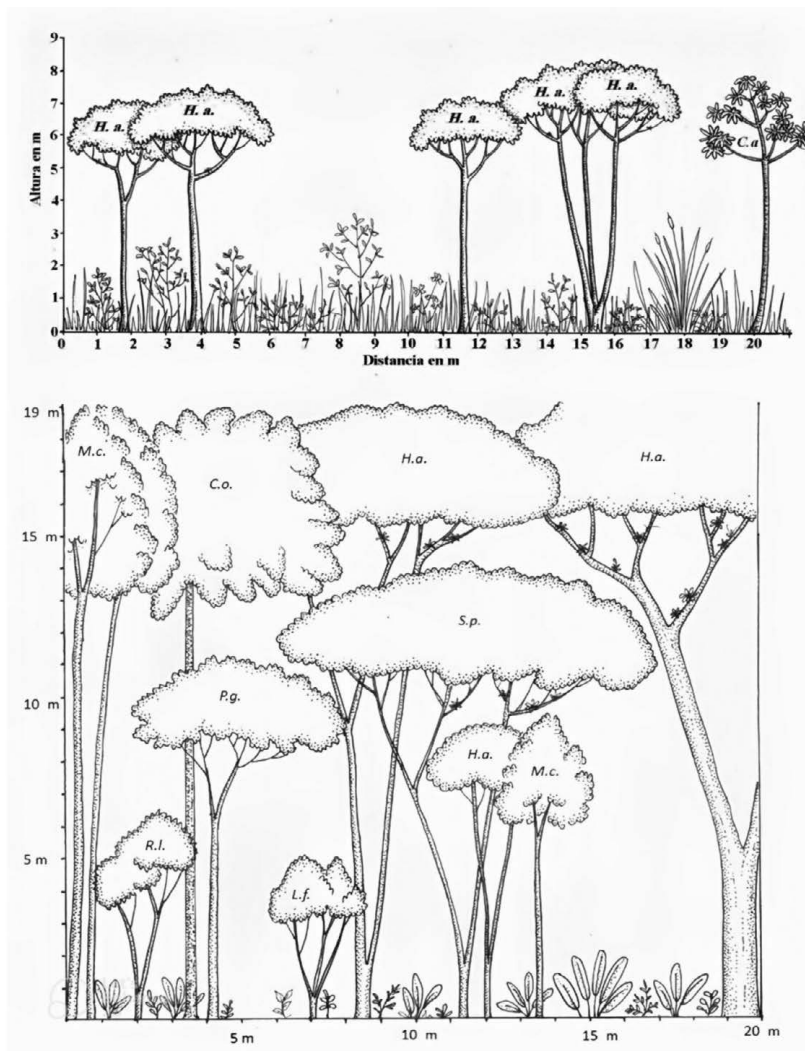 9
8
7
6
5
4
3
2
1
0
Altura en m
H. a.
H. a.
H. a.
H. a.
H. a.
C.a
0 1 2 3 4 5 6 7 8 9 10 11 12 13 14 15 16 17 18 19 20
Distancia en m
19 m
15 m
10 m
5 m
M.c.
C.o.
H.a.
H.a.
S.p.
P.g.
H.a.
M.c.
R.l.
L.f.
5 m 10 m 15 m 20 m